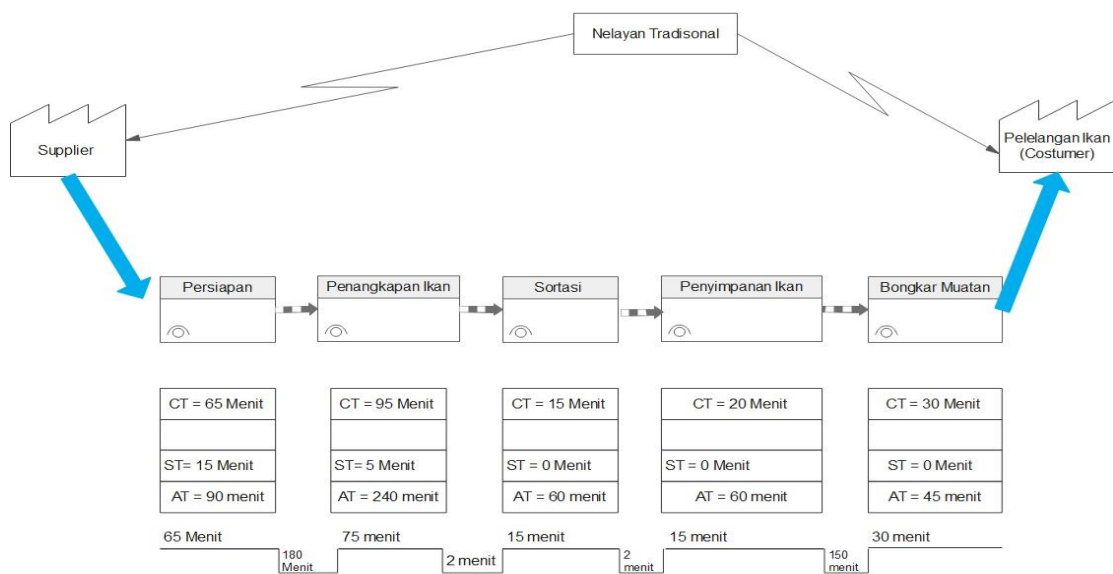 Nelayan Tradisonal
Supplier
Pelelangan Ikan
(Costumer)
Persiapan
Penangkapan Ikan
Sortasi
Penyimpanan Ikan
Bongkar Muatan
CT = 65 Menit
CT = 95 Menit
CT = 15 Menit
CT = 20 Menit
CT = 30 Menit
ST= 15 Menit
ST= 5 Menit
ST = 0 Menit
ST = 0 Menit
ST = 0 Menit
AT = 90 menit
AT = 240 menit
AT = 60 menit
AT = 60 menit
AT = 45 menit
65 Menit
75 menit
15 menit
15 menit
30 menit
180
Menit
2 menit
2
menit
150
menit